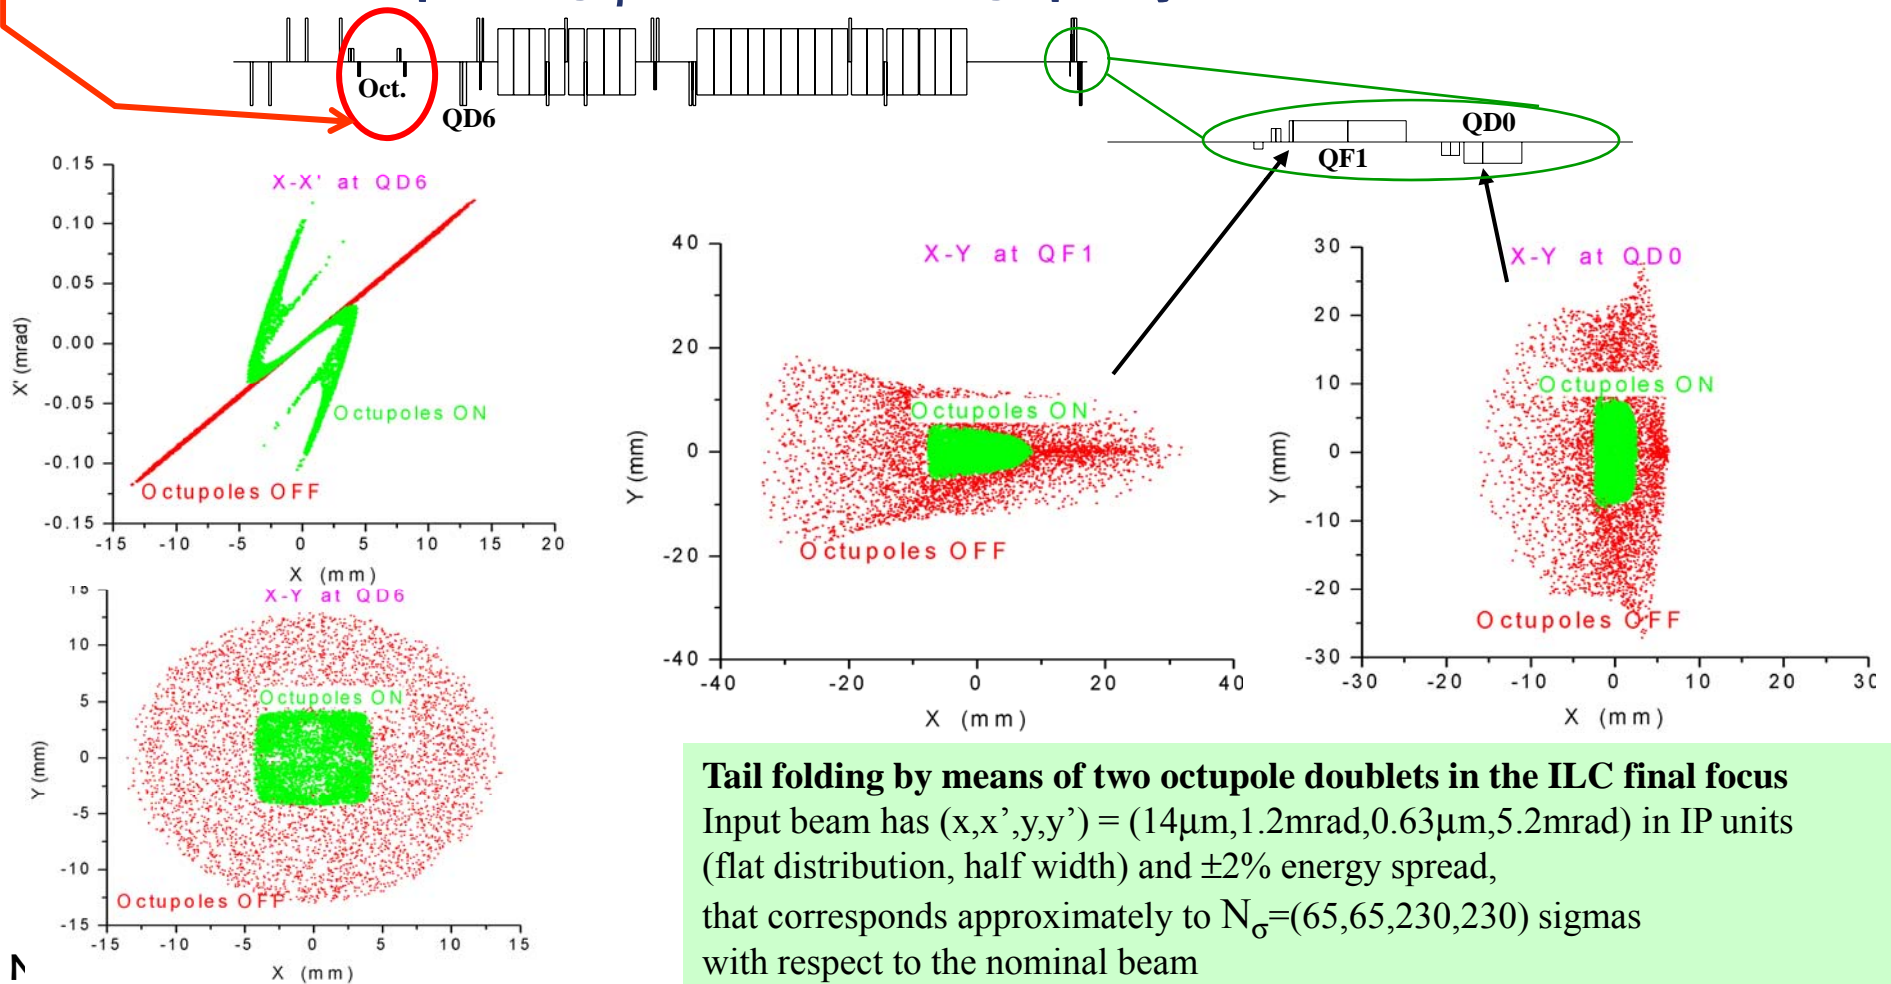 Oct.
QD6
QF1
QD0
0.15
0.10
0.05
0.00
-0.05
-0.10
-0.15
X' (mrad)
X-X' at QD6
Octupoles ON
Octupoles OFF
-15 -10 -5 0 5 10 15 20
X (mm)
15
10
5
0
-5
-10
-15
Y (mm)
X-Y at QD6
Octupoles ON
Octupoles OFF
-15 -10 -5 0 5 10 15
X (mm)
40
20
0
-20
-40
Y (mm)
X-Y at QF1
Octupoles ON
Octupoles OFF
-40 -20 0 20 40
X (mm)
30
20
10
0
-10
-20
-30
Y (mm)
X-Y at QD0
Octupoles ON
Octupoles OFF
-30 -20 -10 0 10 20 30
X (mm)
Tail folding by means of two octupole doublets in the ILC final focus
Input beam has (x,x’,y,y’) = (14μm,1.2mrad,0.63μm,5.2mrad) in IP units
(flat distribution, half width) and ±2% energy spread,
that corresponds approximately to Nσ=(65,65,230,230) sigmas
with respect to the nominal beam